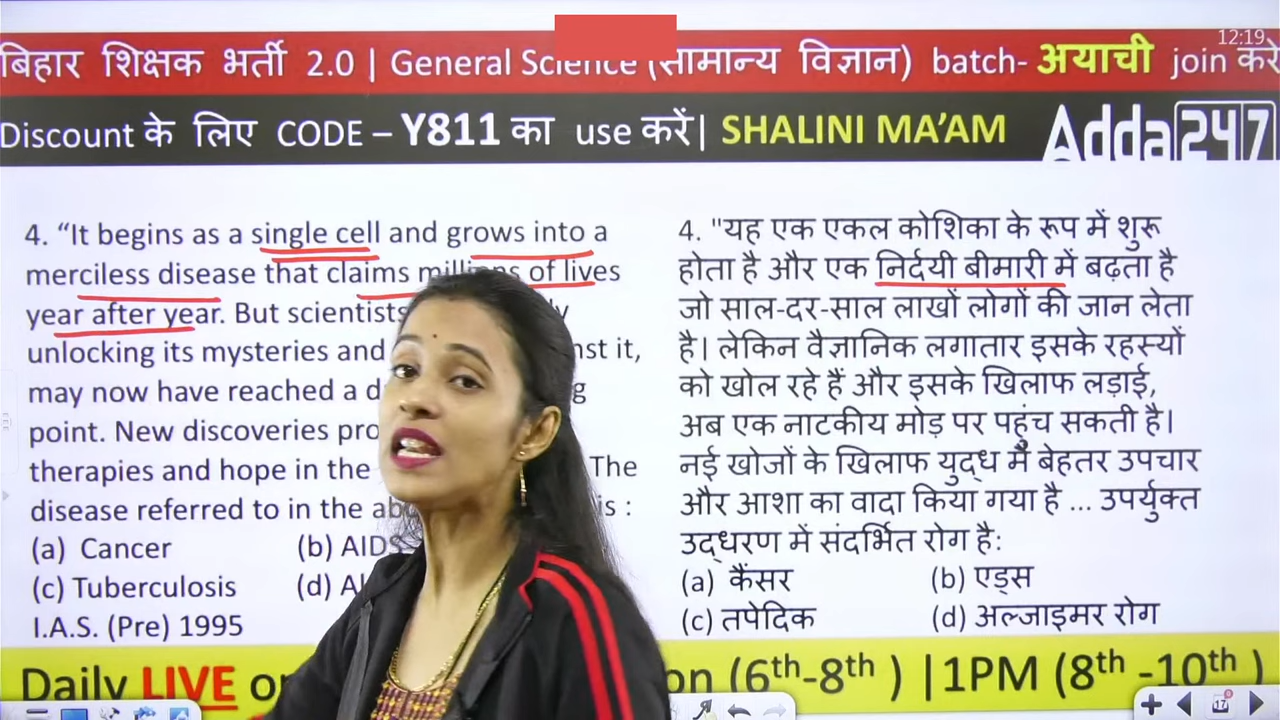 12:19
बिहार शिक्षक भर्ती 2.0 | General Science (सामान्य विज्ञान) batch- अयाची join करे
Discount के लिए CODE – Y811 का use करें| SHALINI MA'AM Adda247
4. “It begins as a single cell and grows into a
merciless disease that claims millions of lives
year after year. But scientists
unlocking its mysteries and it,
may now have reached a
point. New discoveries
therapies and hope in the The
disease referred to in the is :
(a) Cancer (b) AIDS
(c) Tuberculosis (d)
I.A.S. (Pre) 1995
4. "यह एक एकल कोशिका के रूप में शुरू
होता है और एक निर्दयी बीमारी में बढ़ता है
जो साल-दर-साल लाखों लोगों की जान लेता
है। लेकिन वैज्ञानिक लगातार इसके रहस्यों
को खोल रहे हैं और इसके खिलाफ लड़ाई,
अब एक नाटकीय मोड़ पर पहुंच सकती है।
नई खोजों के खिलाफ युद्ध में बेहतर उपचार
और आशा का वादा किया गया है ... उपर्युक्त
उद्धरण में संदर्भित रोग है:
(a) कैंसर (b) एड्स
(c) तपेदिक (d) अल्जाइमर रोग
Daily LIVE on (6th-8th ) |1PM (8th -10th )